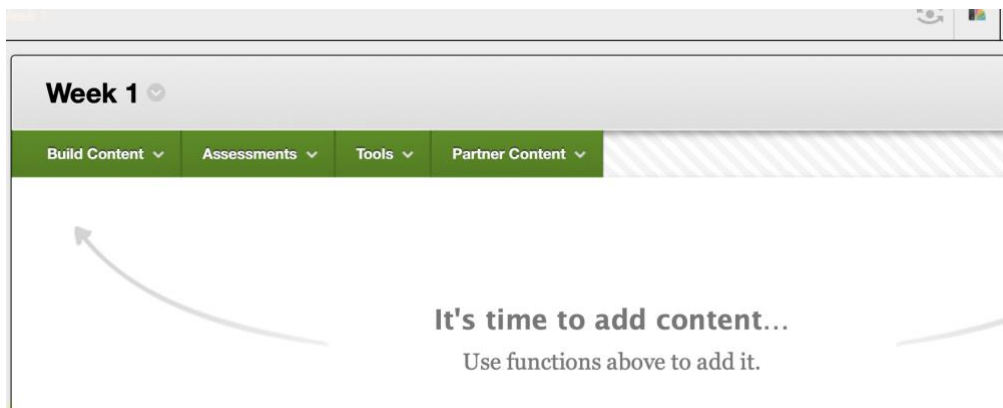 Week 1
Build Content Assessments Tools Partner Content
It's time to add content...
Use functions above to add it.